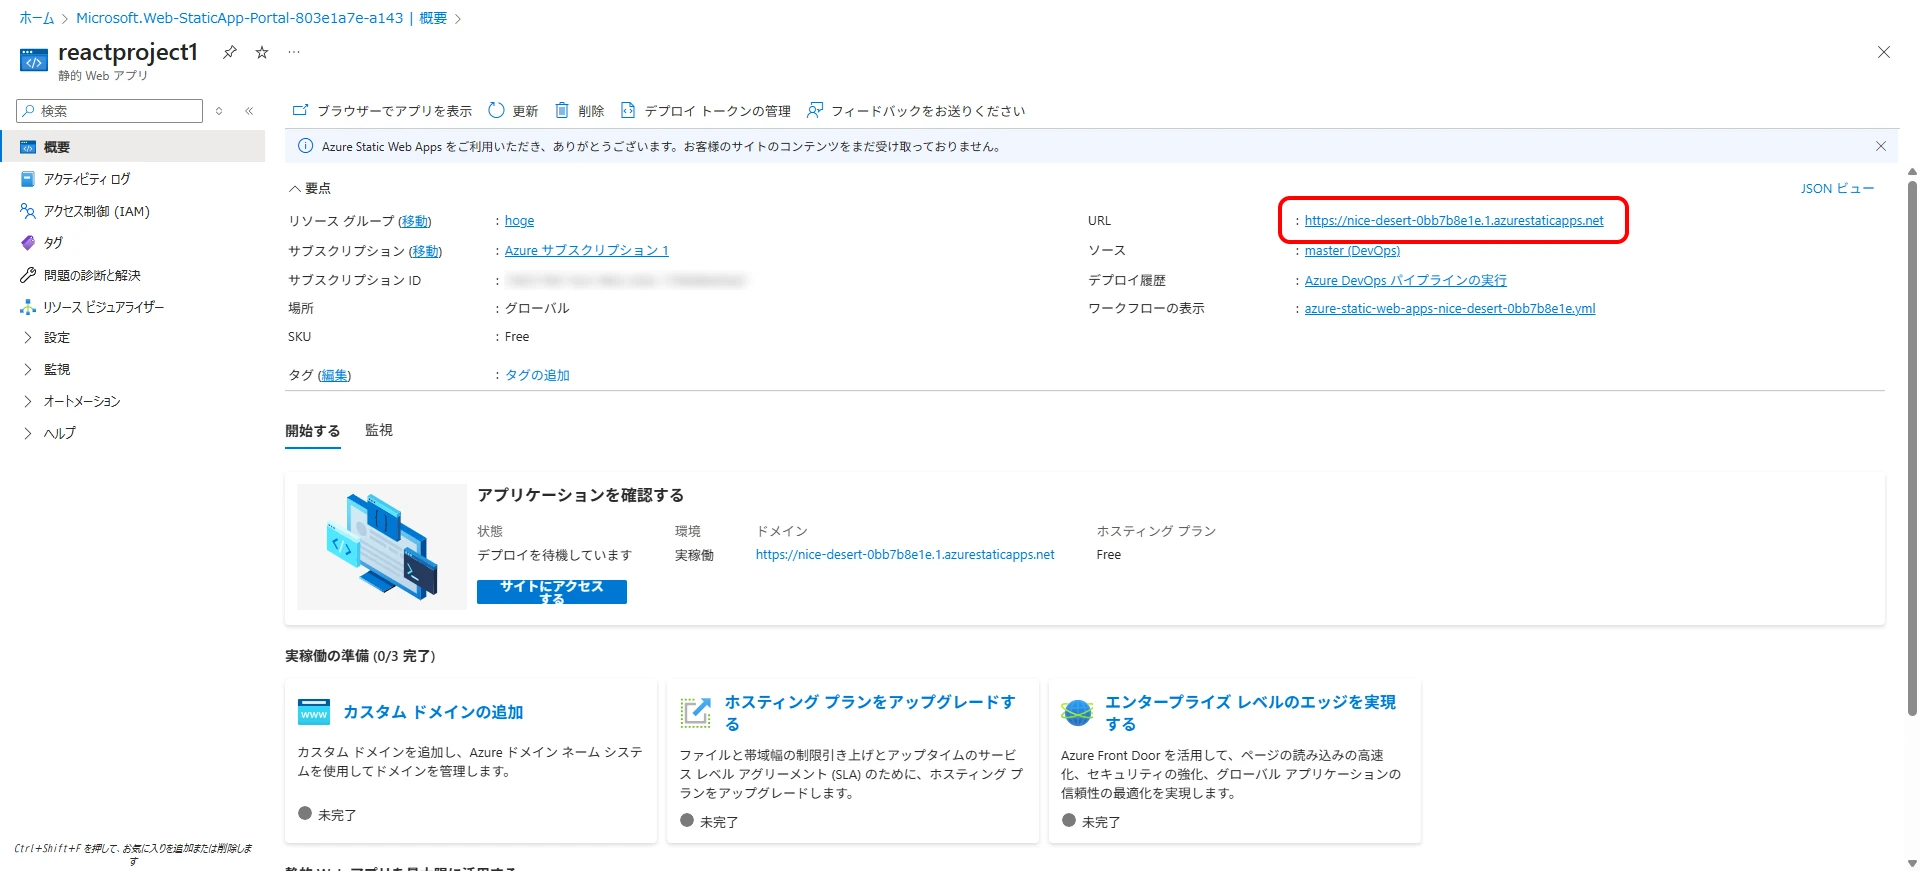 ホーム > Microsoft.Web-StaticApp-Portal-803e1a7e-a143 | 概要 >
reactproject1
静的 Web アプリ
検索
概要
アクティビティ ログ
アクセス制御 (IAM)
タグ
問題の診断と解決
リソース ビジュアライザー
設定
監視
オートメーション
ヘルプ
Ctrl+Shift+F を押して、お気に入りを追加または削除しま
す
ブラウザーでアプリを表示 更新 削除 デプロイ トークンの管理 フィードバックをお送りください
Azure Static Web Apps をご利用いただき、ありがとうございます。お客様のサイトのコンテンツをまだ受け取っておりません。
要点
JSON ビュー
リソース グループ (移動) : hoge
サブスクリプション (移動) : Azure サブスクリプション 1
サブスクリプション ID :
場所 : グローバル
SKU : Free
タグ (編集) : タグの追加
URL : https://nice-desert-0bb7b8e1e.1.azurestaticapps.net
ソース : master (DevOps)
デプロイ履歴 : Azure DevOps パイプラインの実行
ワークフローの表示 : azure-static-web-apps-nice-desert-0bb7b8e1e.yml
開始する 監視
アプリケーションを確認する
状態 環境 ドメイン ホスティング プラン
デプロイを待機しています 実稼働 https://nice-desert-0bb7b8e1e.1.azurestaticapps.net Free
サイトにアクセス
する
実稼働の準備 (0/3 完了)
www
カスタム ドメインの追加
カスタム ドメインを追加し、Azure ドメイン ネーム システ
ムを使用してドメインを管理します。
未完了
ホスティング プランをアップグレードす
る
ファイルと帯域幅の制限引き上げとアップタイムのサービ
ス レベル アグリーメント (SLA) のために、ホスティング プ
ランをアップグレードします。
未完了
エンタープライズ レベルのエッジを実現
する
Azure Front Door を活用して、ページの読み込みの高速
化、セキュリティの強化、グローバル アプリケーションの
信頼性の最適化を実現します。
未完了